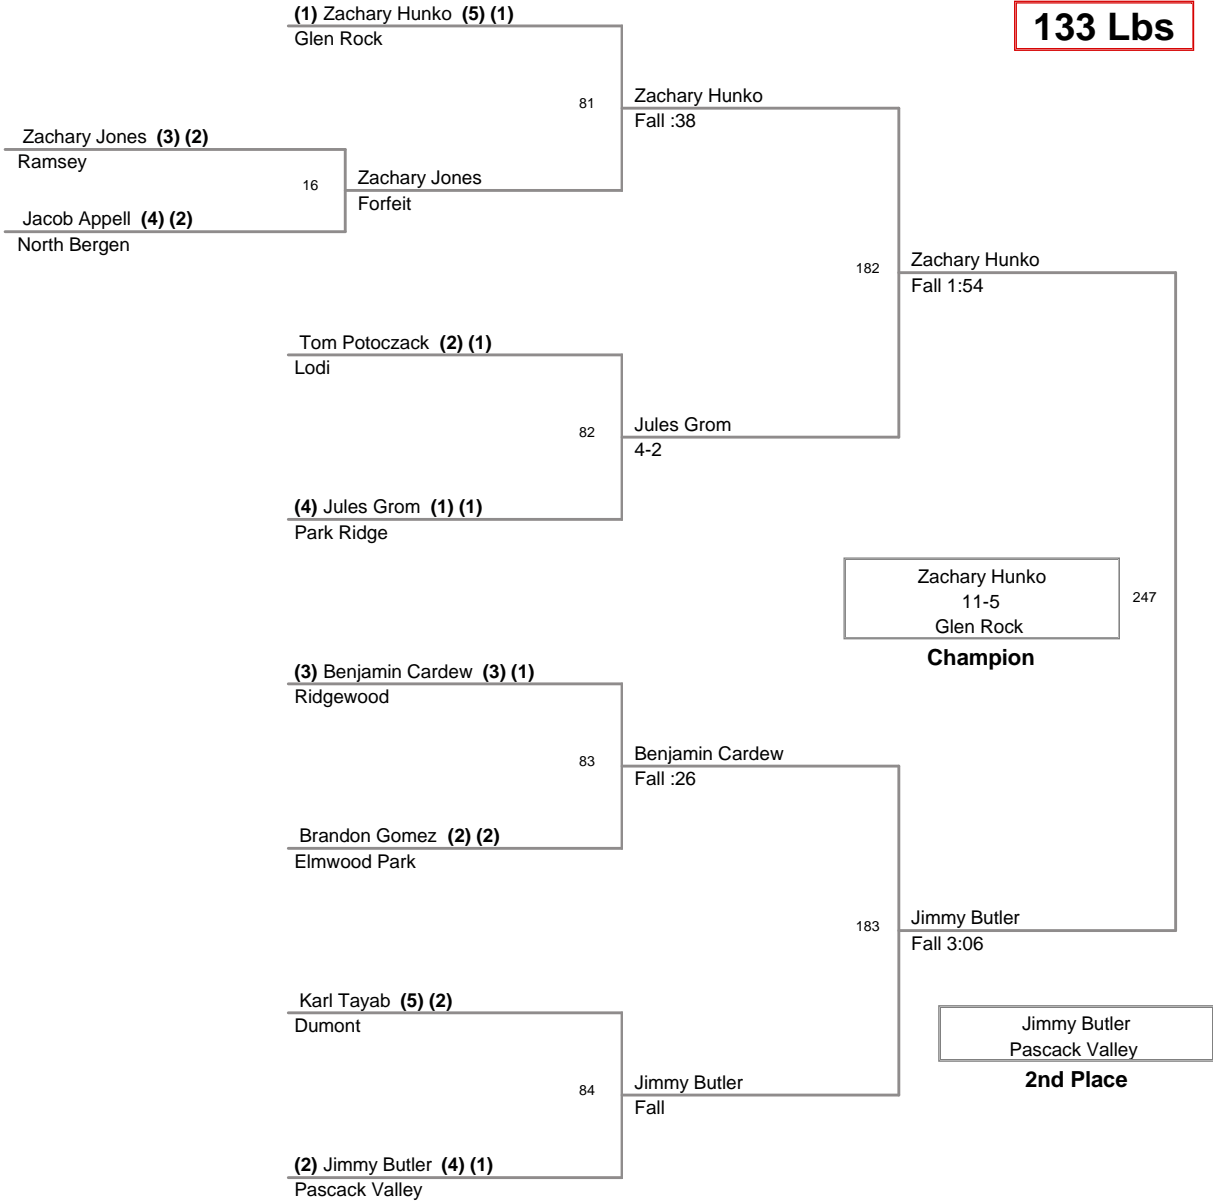 (1) Zachary Hunko (5) (1)
Glen Rock
133 Lbs
81
Zachary Hunko
Fall :38
Zachary Jones (3) (2)
Ramsey
16
Zachary Jones
Forfeit
Jacob Appell (4) (2)
North Bergen
182
Zachary Hunko
Fall 1:54
Tom Potoczack (2) (1)
Lodi
82
Jules Grom
4-2
(4) Jules Grom (1) (1)
Park Ridge
Zachary Hunko
11-5
Glen Rock
247
Champion
(3) Benjamin Cardew (3) (1)
Ridgewood
83
Benjamin Cardew
Fall :26
Brandon Gomez (2) (2)
Elmwood Park
183
Jimmy Butler
Fall 3:06
Karl Tayab (5) (2)
Dumont
Jimmy Butler
Pascack Valley
2nd Place
84
Jimmy Butler
Fall
(2) Jimmy Butler (4) (1)
Pascack Valley